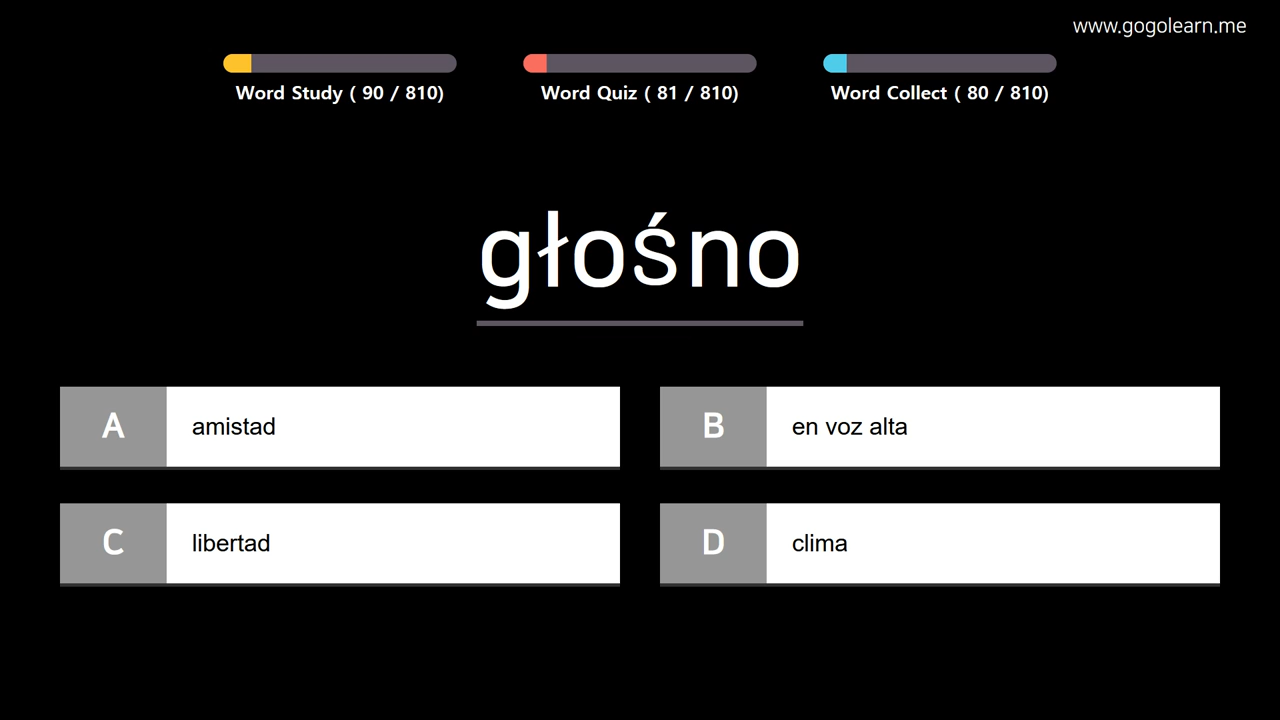 www.gogolearn.me
Word Study ( 90 / 810)
Word Quiz ( 81 / 810)
Word Collect ( 80 / 810)
głośno
A amistad
B en voz alta
C libertad
D clima